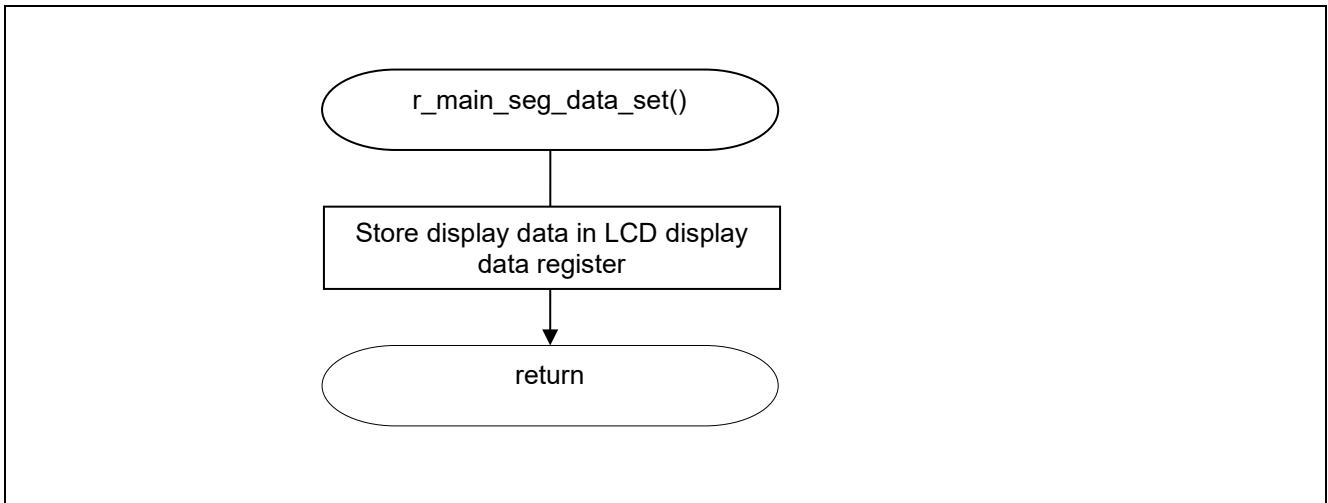 r_main_seg_data_set()
Store display data in LCD display
data register
return